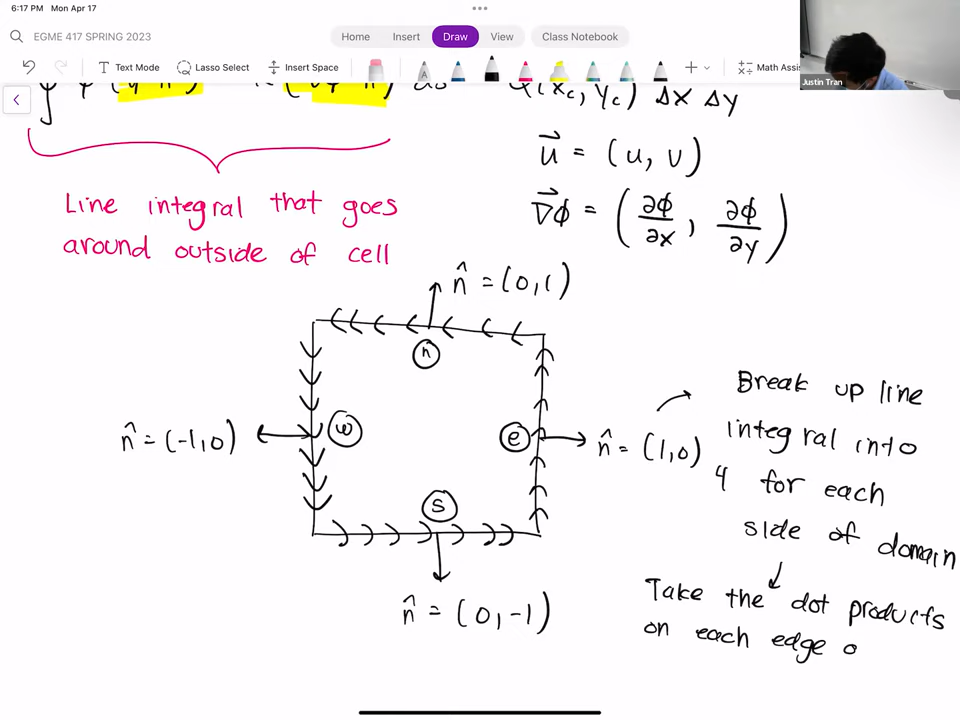 6:17 PM Mon Apr 17
EGME 417 SPRING 2023
Home Insert Draw View Class Notebook
Text Mode Lasso Select Insert Space Math Assis
Justin Tran
(x_c, y_c) Δx Δy
u⃗ = (u, v)
∇⃗ϕ = (∂ϕ/∂x, ∂ϕ/∂y)
Line integral that goes
around outside of cell
n̂ = (0,1)
n
n̂ = (-1,0)
w
e
n̂ = (1,0)
s
n̂ = (0,-1)
Break up line
integral into
4 for each
side of domain
Take the dot products
on each edge o